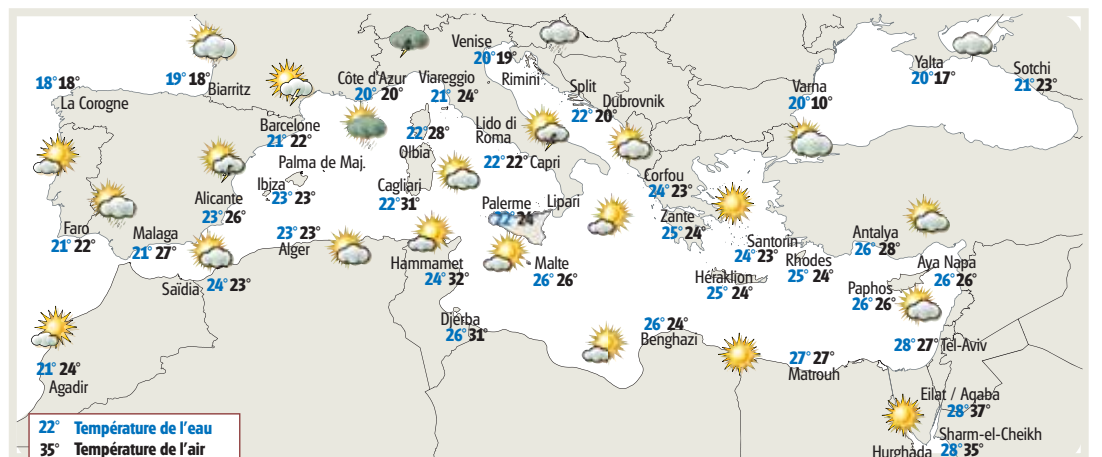 Venise
20° 19°
Rimini
Yalta
20° 17°
Sotchi
21° 23°
18° 18°
La Corogne
19° 18°
Biarritz
Côte d'Azur
20° 20°
Viareggio
21° 24°
Split
22° 20°
Dubrovnik
Varna
20° 10°
Barcelone
21° 22°
22° 28°
Olbia
Lido di
Roma
22° 22°
Capri
Palma de Maj.
Ibiza
23° 23°
Cagliari
22° 31°
Corfou
24° 23°
Alicante
23° 26°
Palerme
22° 24°
Lipari
Zante
25° 24°
Faro
21° 22°
Malaga
21° 27°
23° 23°
Alger
Santorin
24° 23°
Antalya
26° 28°
Saïdia
24° 23°
Hammamet
24° 32°
Malte
26° 26°
Héraklion
25° 24°
Rhodes
25° 24°
Aya Napa
26° 26°
Paphos
26° 26°
Djerba
26° 31°
26° 24°
Benghazi
28° 27° Tel-Aviv
21° 24°
Agadir
27° 27°
Matrouh
Eilat / Aqaba
28° 37°
Sharm-el-Cheikh
28° 35°
Hurghada
22° Température de l'eau
35° Température de l'air